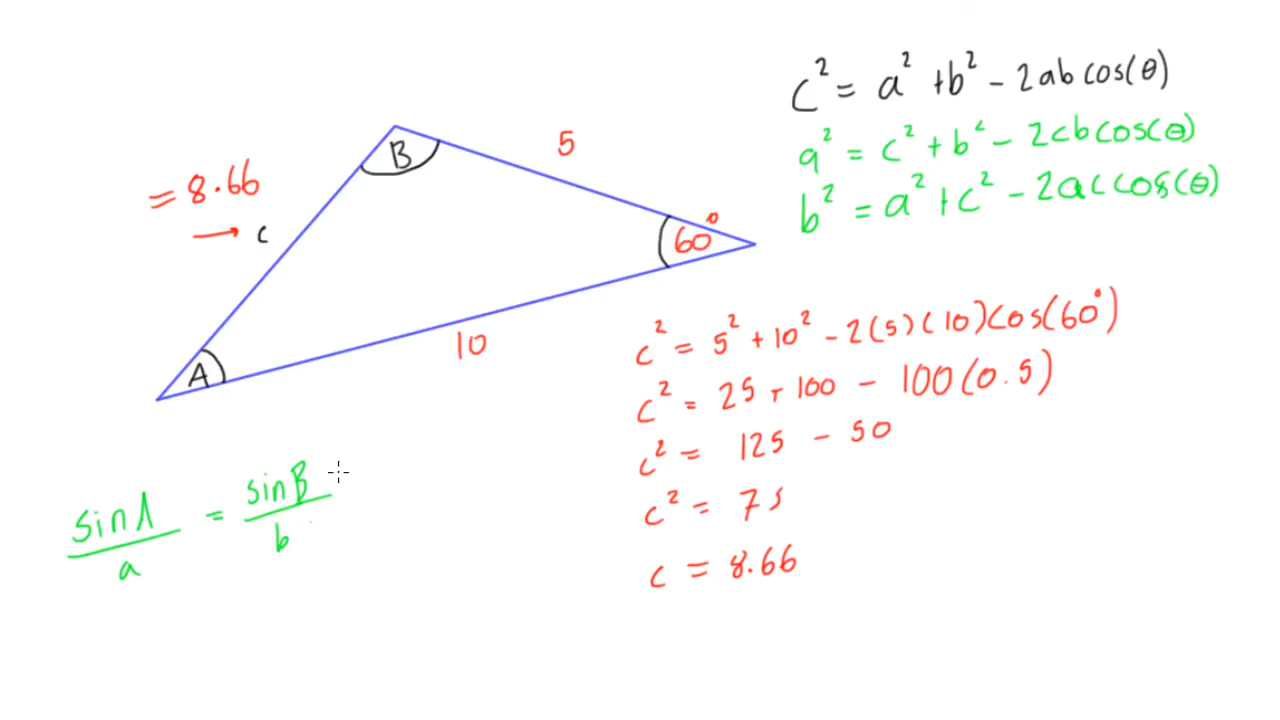 c² = a² + b² - 2ab cos(θ)
a² = c² + b² - 2cb cos(θ)
b² = a² + c² - 2ac cos(θ)
B
5
= 8.66
→ c
60°
10
A
c² = 5² + 10² - 2(5)(10)cos(60°)
c² = 25 + 100 - 100(0.5)
c² = 125 - 50
c² = 75
c = 8.66
sinA/a = sinB/b